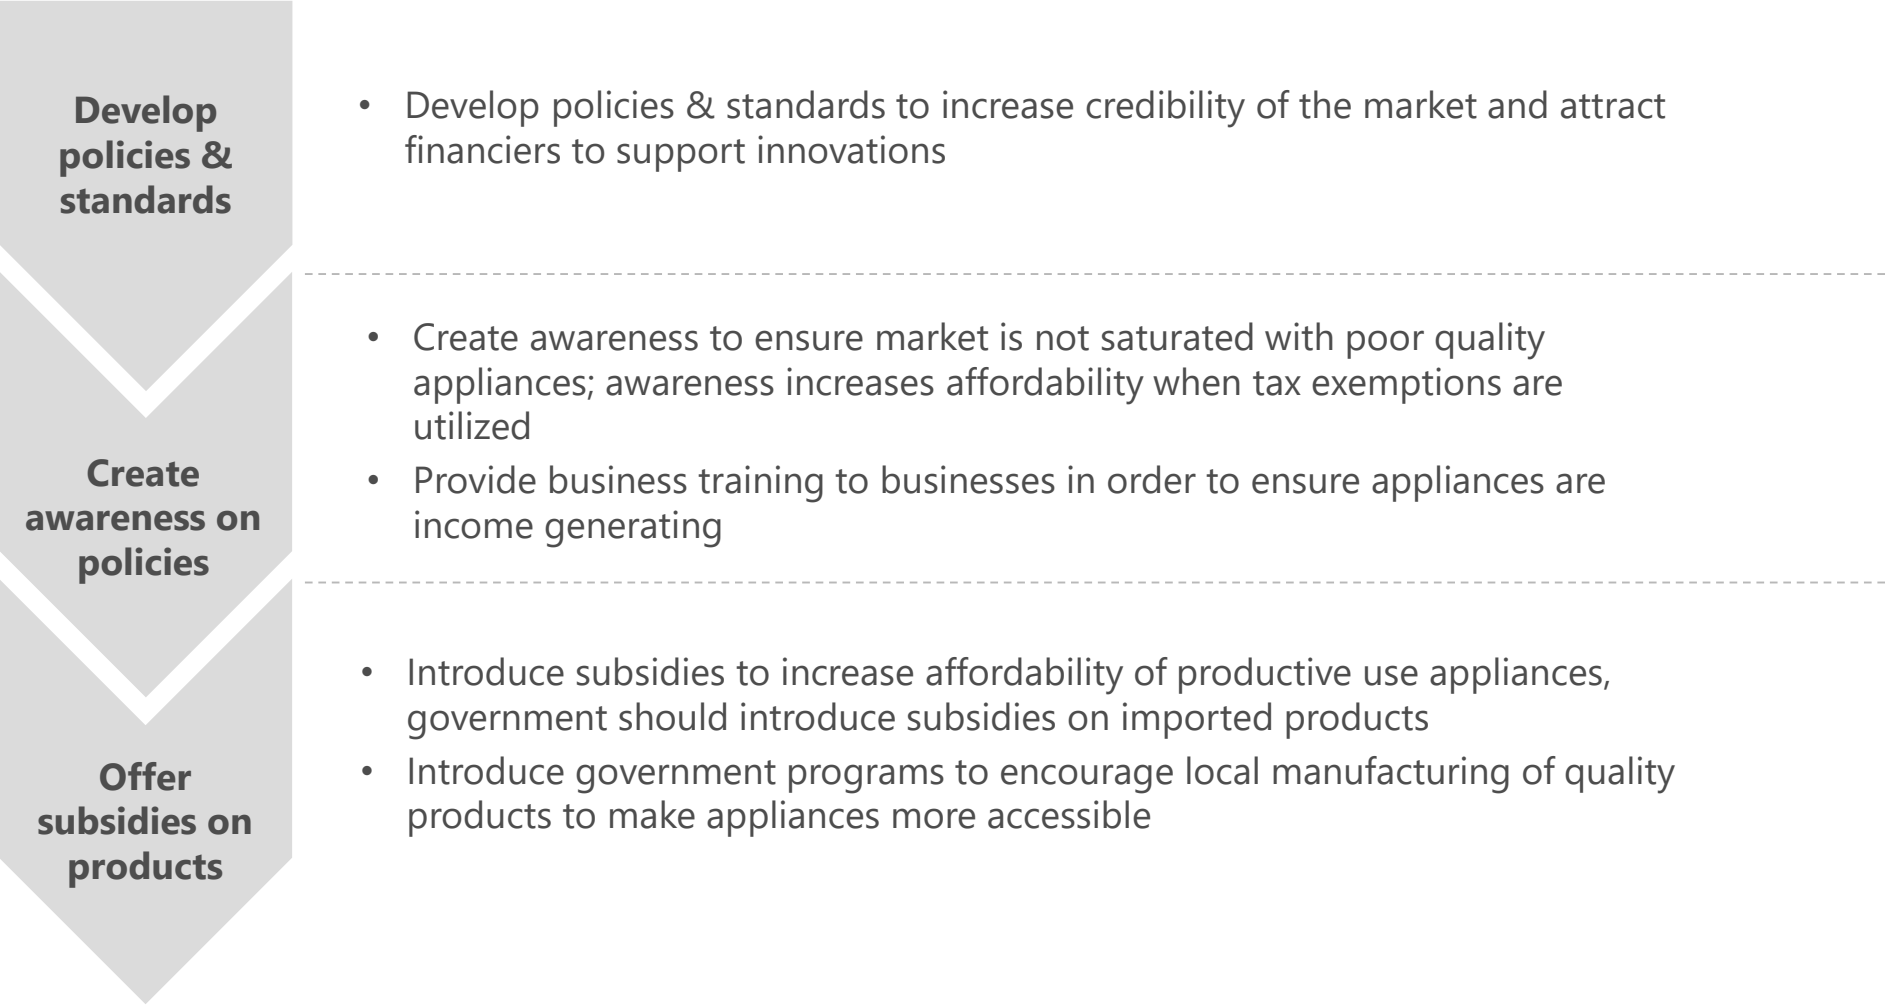 Develop
policies &
standards
• Develop policies & standards to increase credibility of the market and attract
financiers to support innovations
Create
awareness on
policies
• Create awareness to ensure market is not saturated with poor quality
appliances; awareness increases affordability when tax exemptions are
utilized
• Provide business training to businesses in order to ensure appliances are
income generating
Offer
subsidies on
products
• Introduce subsidies to increase affordability of productive use appliances,
government should introduce subsidies on imported products
• Introduce government programs to encourage local manufacturing of quality
products to make appliances more accessible